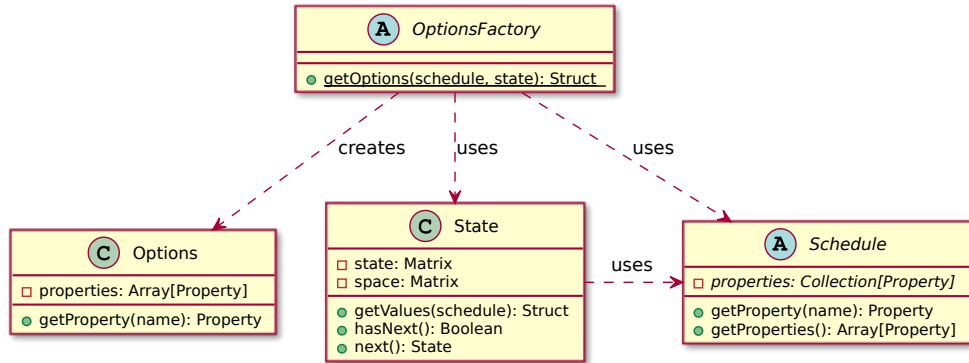 A OptionsFactory
getOptions(schedule, state): Struct
creates
uses
uses
C Options
properties: Array[Property]
getProperty(name): Property
C State
state: Matrix
space: Matrix
getValues(schedule): Struct
hasNext(): Boolean
next(): State
uses
A Schedule
properties: Collection[Property]
getProperty(name): Property
getProperties(): Array[Property]